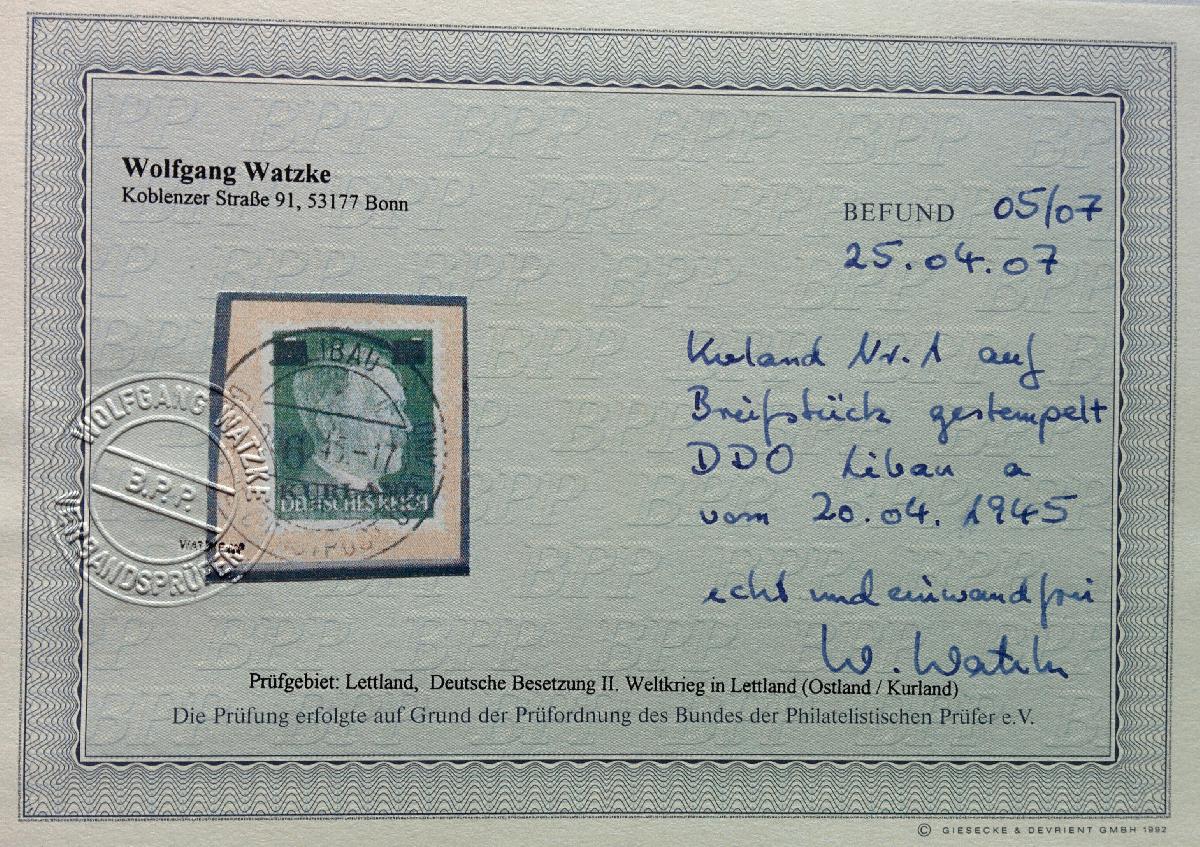 Wolfgang Watzke
Koblenzer Straße 91, 53177 Bonn
BEFUND 05/07
25.04.07
Kurland Nr. 1 auf
Briefstück gestempelt
DDO Libau a
vom 20.04.1945
echt und einwandfrei
W. Watzke
LIBAU
45.-17
KURLAND
DEUTSCHES REICH
WOLFGANG WATZKE
B.P.P.
VERBANDSPRÜFER
Prüfgebiet: Lettland, Deutsche Besetzung II. Weltkrieg in Lettland (Ostland / Kurland)
Die Prüfung erfolgte auf Grund der Prüfordnung des Bundes der Philatelistischen Prüfer e.V.
© GIESECKE & DEVRIENT GMBH 1992